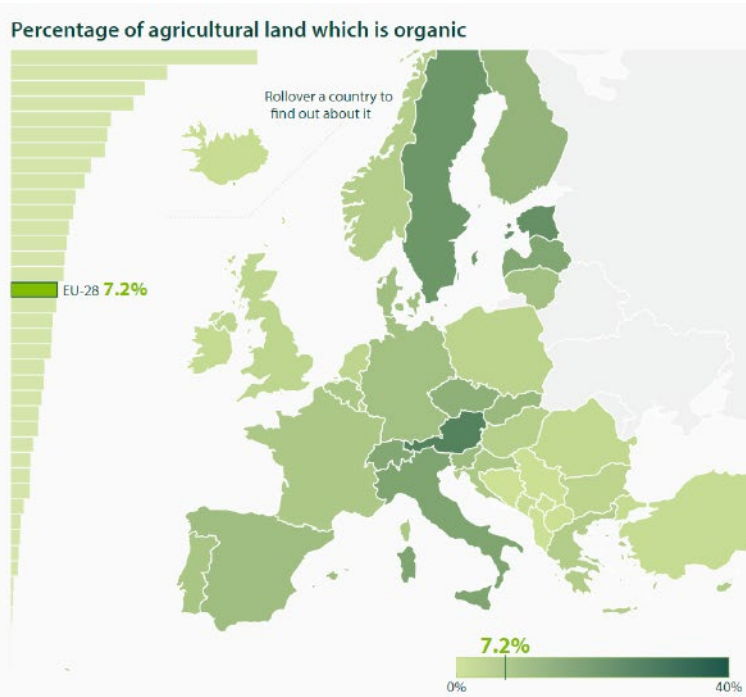 Percentage of agricultural land which is organic
Rollover a country to
find out about it
EU-28 7.2%
7.2%
0%
40%